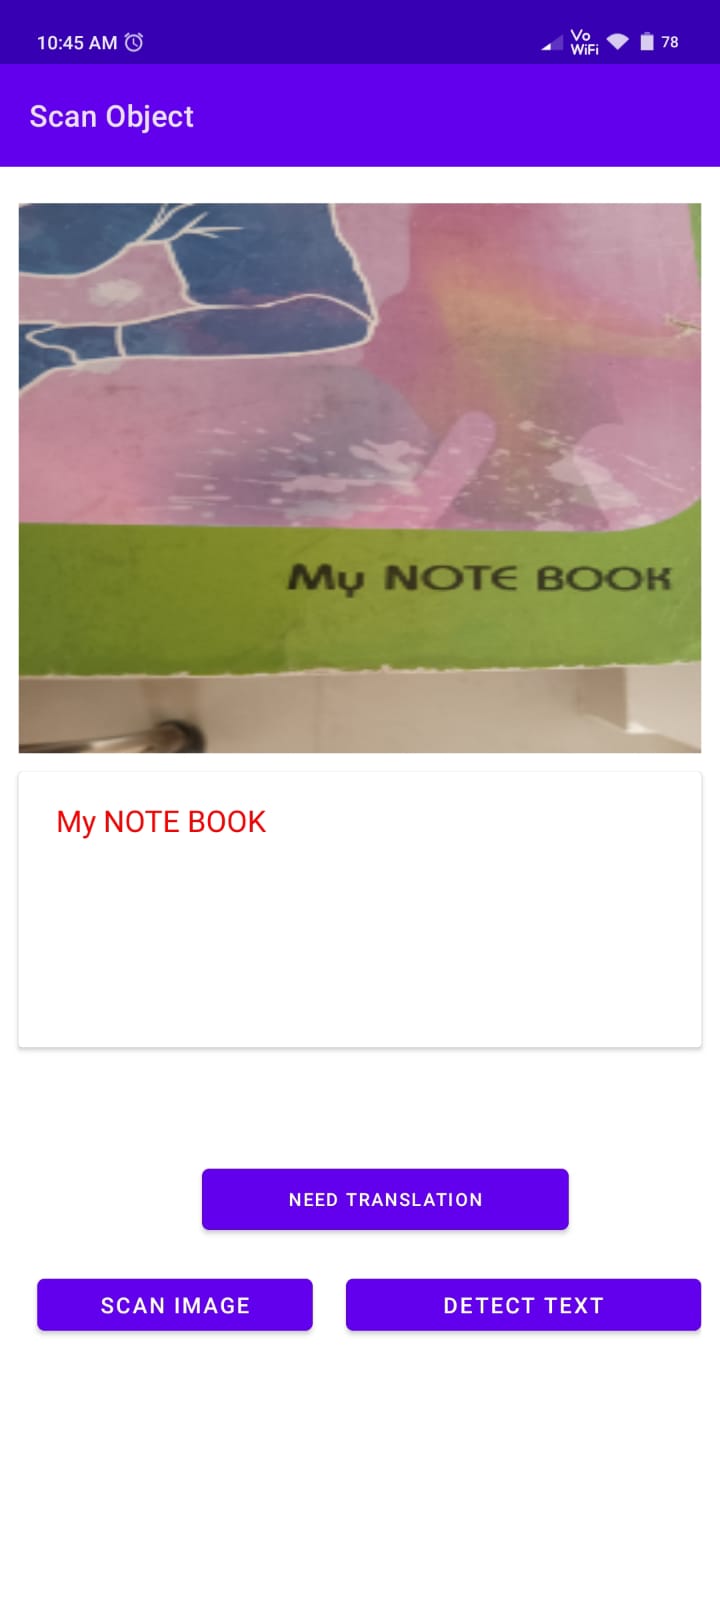 10:45 AM
Vo
WiFi
78
Scan Object
My NOTE BOOK
My NOTE BOOK
NEED TRANSLATION
SCAN IMAGE
DETECT TEXT